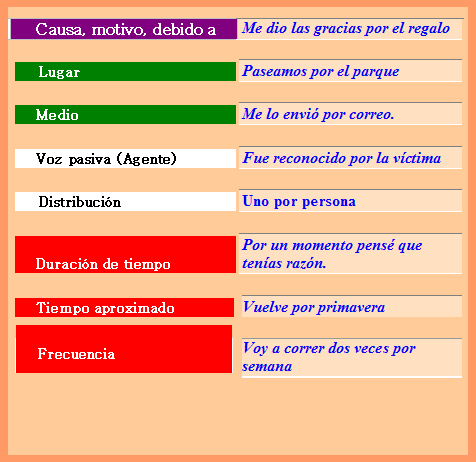 Causa, motivo, debido a
Me dio las gracias por el regalo
Lugar
Paseamos por el parque
Medio
Me lo envió por correo.
Voz pasiva (Agente)
Fue reconocido por la víctima
Distribución
Uno por persona
Duración de tiempo
Por un momento pensé que
tenías razón.
Tiempo aproximado
Vuelve por primavera
Frecuencia
Voy a correr dos veces por
semana